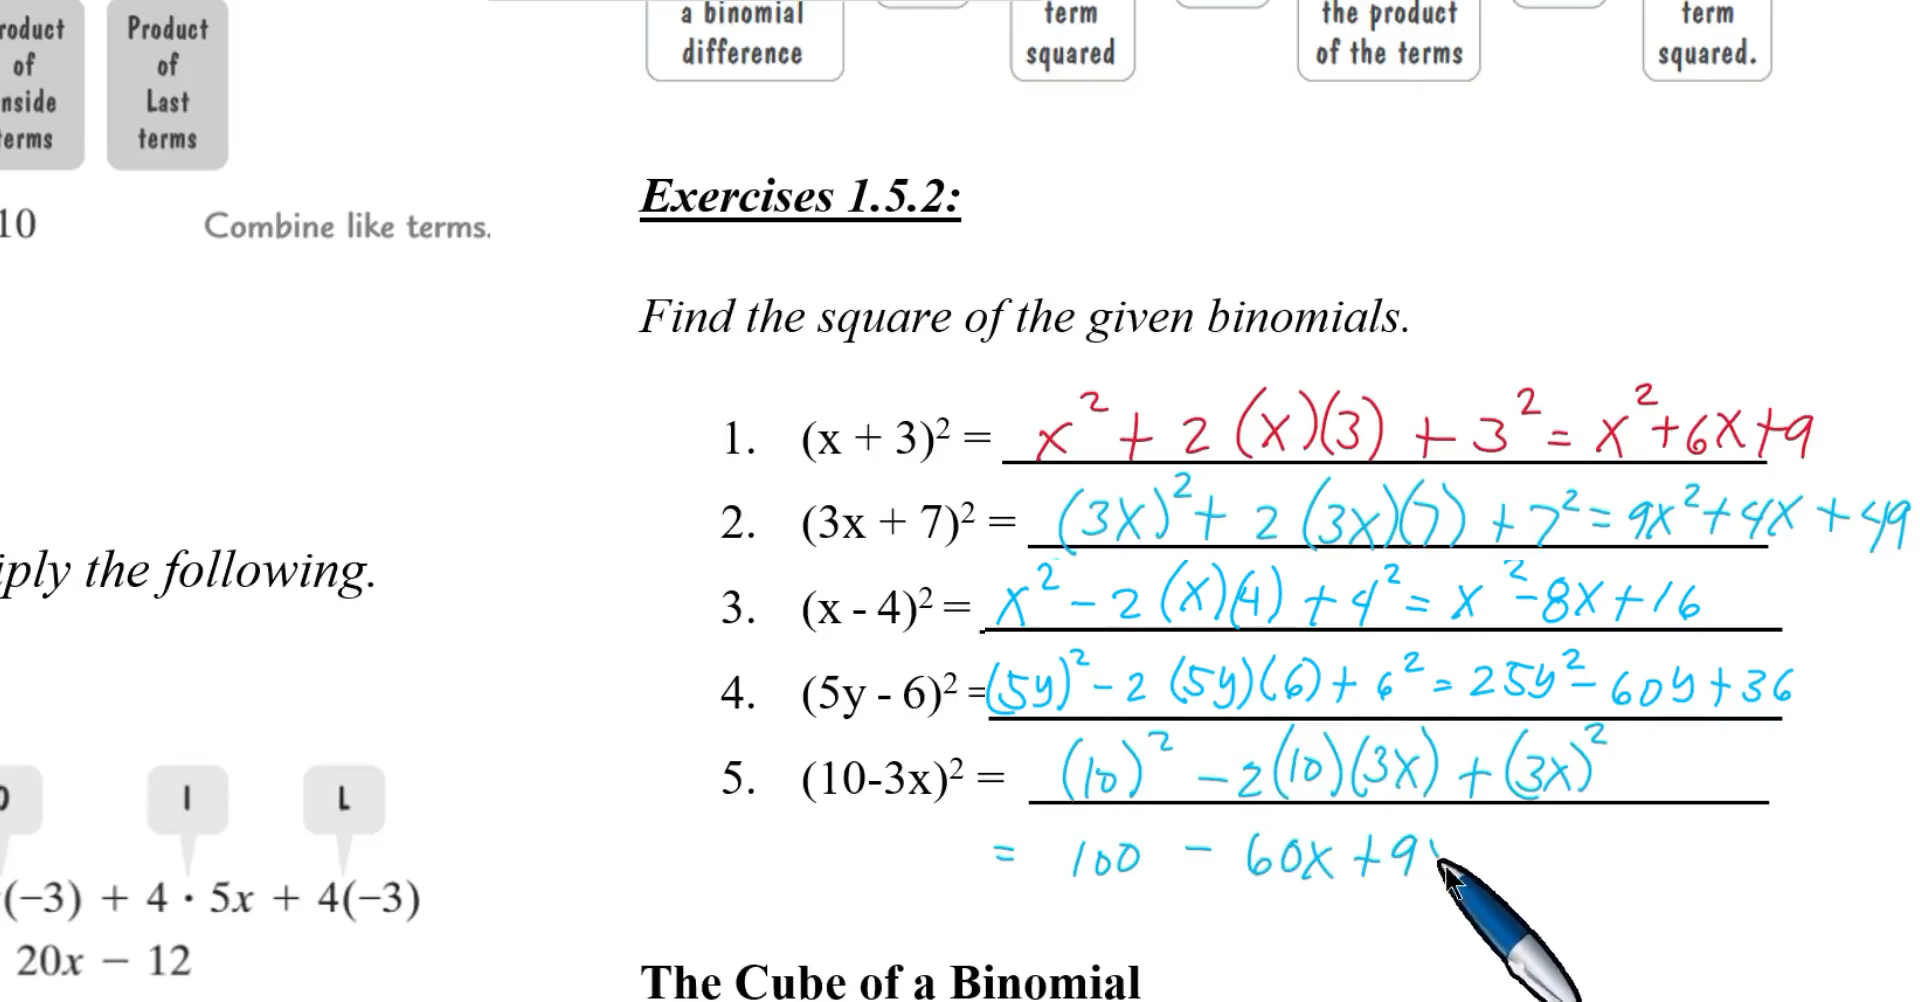 a binomial difference
term squared
the product of the terms
term squared.
Product of Last terms
of
10
Combine like terms.
Exercises 1.5.2:
Find the square of the given binomials.
1. (x + 3)² = x² + 2 (x)(3) + 3² = x² + 6x + 9
2. (3x + 7)² = (3x)² + 2 (3x)(7) + 7² = 9x² + 4x + 49
3. (x - 4)² = x² - 2 (x)(4) + 4² = x² - 8x + 16
4. (5y - 6)² = (5y)² - 2 (5y)(6) + 6² = 25y² - 60y + 36
5. (10-3x)² = (10)² - 2(10)(3x) + (3x)²
= 100 - 60x + 9
the following.
I
L
(−3) + 4 · 5x + 4(−3)
20x − 12
The Cube of a Binomial